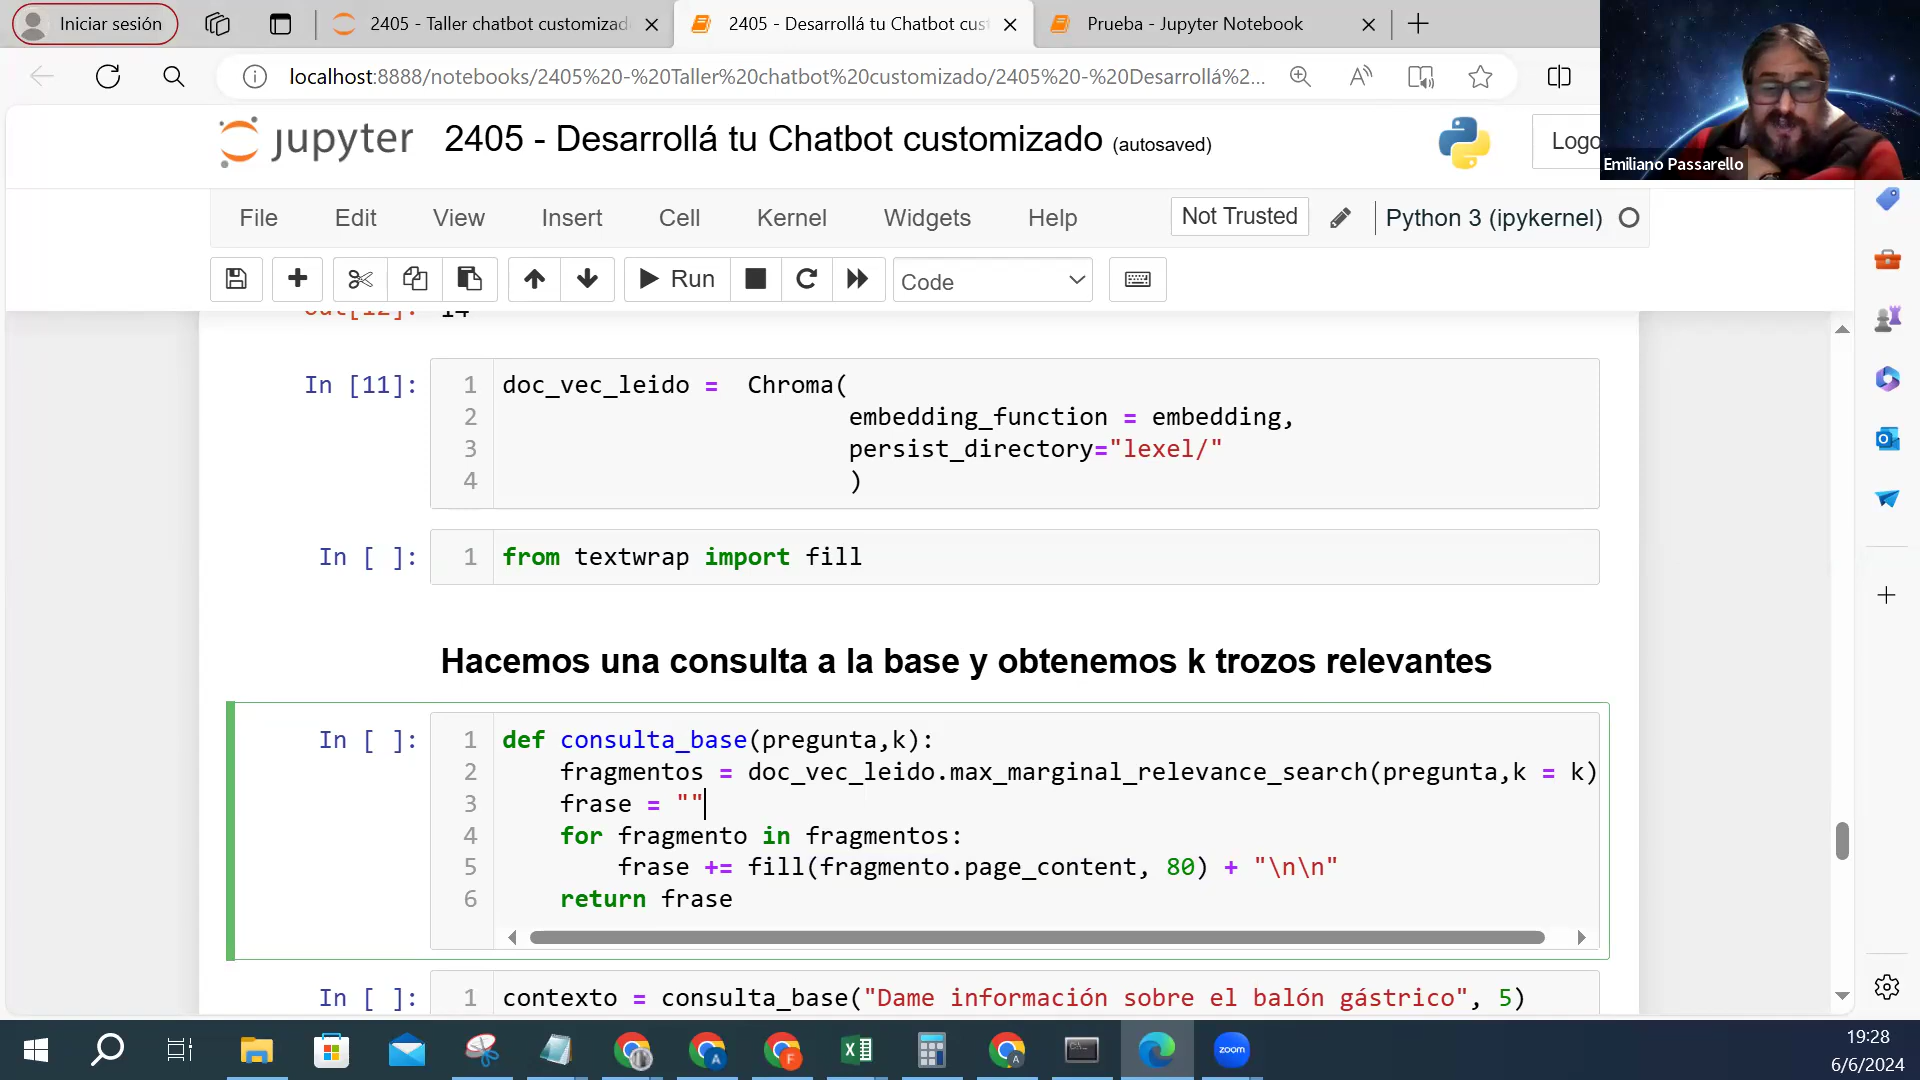 Iniciar sesión
2405 - Taller chatbot customizad
2405 - Desarrollá tu Chatbot cus
Prueba - Jupyter Notebook
localhost:8888/notebooks/2405%20-%20Taller%20chatbot%20customizado/2405%20-%20Desarrollá%2...
jupyter
2405 - Desarrollá tu Chatbot customizado (autosaved)
Logo
Emiliano Passarello
File Edit View Insert Cell Kernel Widgets Help
Not Trusted
Python 3 (ipykernel)
Run
Code
Out[12]: 14
In [11]:
1 doc_vec_leido = Chroma(
2 embedding_function = embedding,
3 persist_directory="lexel/"
4 )
In [ ]: 1 from textwrap import fill
Hacemos una consulta a la base y obtenemos k trozos relevantes
In [ ]:
1 def consulta_base(pregunta,k):
2 fragmentos = doc_vec_leido.max_marginal_relevance_search(pregunta,k = k)
3 frase = ""
4 for fragmento in fragmentos:
5 frase += fill(fragmento.page_content, 80) + "\n\n"
6 return frase
In [ ]: 1 contexto = consulta_base("Dame información sobre el balón gástrico", 5)
zoom
19:28
6/6/2024